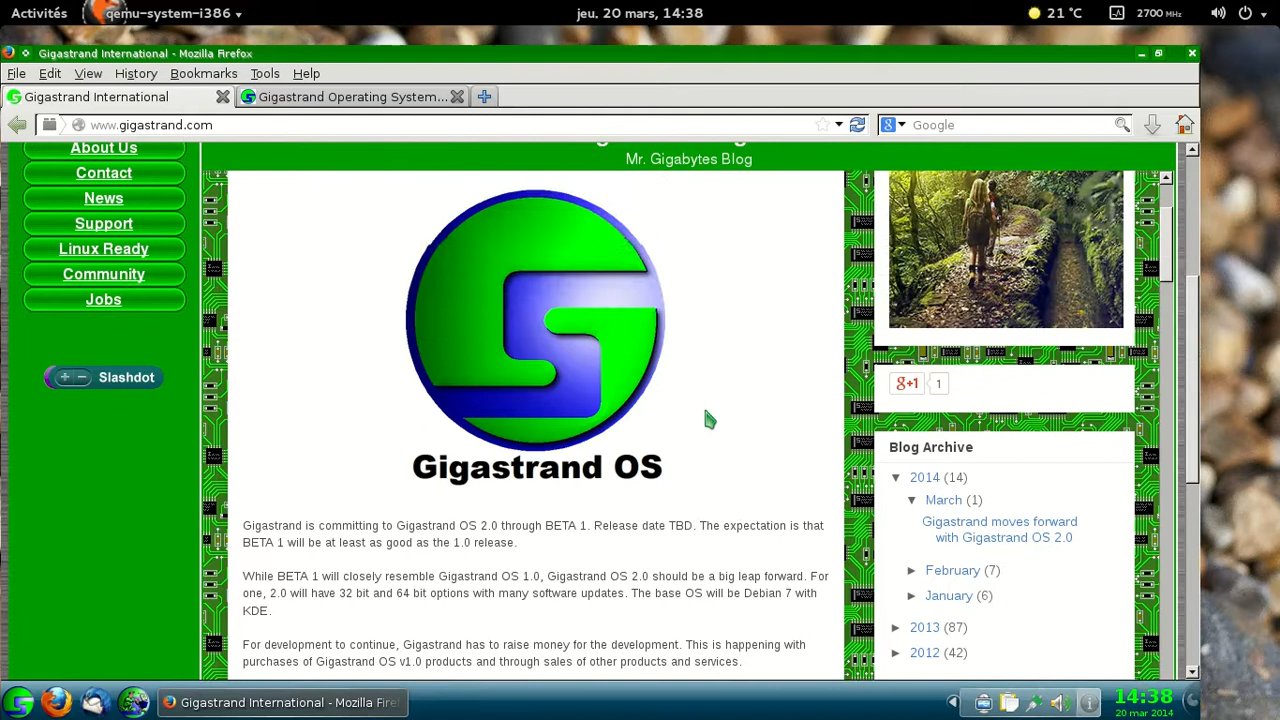 Activités
qemu-system-i386
jeu. 20 mars, 14:38
21 °C
2700 MHz
Gigastrand International - Mozilla Firefox
File Edit View History Bookmarks Tools Help
Gigastrand International
Gigastrand Operating System...
www.gigastrand.com
Google
About Us
Contact
News
Support
Linux Ready
Community
Jobs
Slashdot
Mr. Gigabytes Blog
Gigastrand OS
Gigastrand is committing to Gigastrand OS 2.0 through BETA 1. Release date TBD. The expectation is that
BETA 1 will be at least as good as the 1.0 release.
While BETA 1 will closely resemble Gigastrand OS 1.0, Gigastrand OS 2.0 should be a big leap forward. For
one, 2.0 will have 32 bit and 64 bit options with many software updates. The base OS will be Debian 7 with
KDE.
For development to continue, Gigastrand has to raise money for the development. This is happening with
purchases of Gigastrand OS v1.0 products and through sales of other products and services.
g+1 1
Blog Archive
▼ 2014 (14)
▼ March (1)
Gigastrand moves forward
with Gigastrand OS 2.0
► February (7)
► January (6)
► 2013 (87)
► 2012 (42)
Gigastrand International - Mozilla Fire
14:38
20 mar 2014